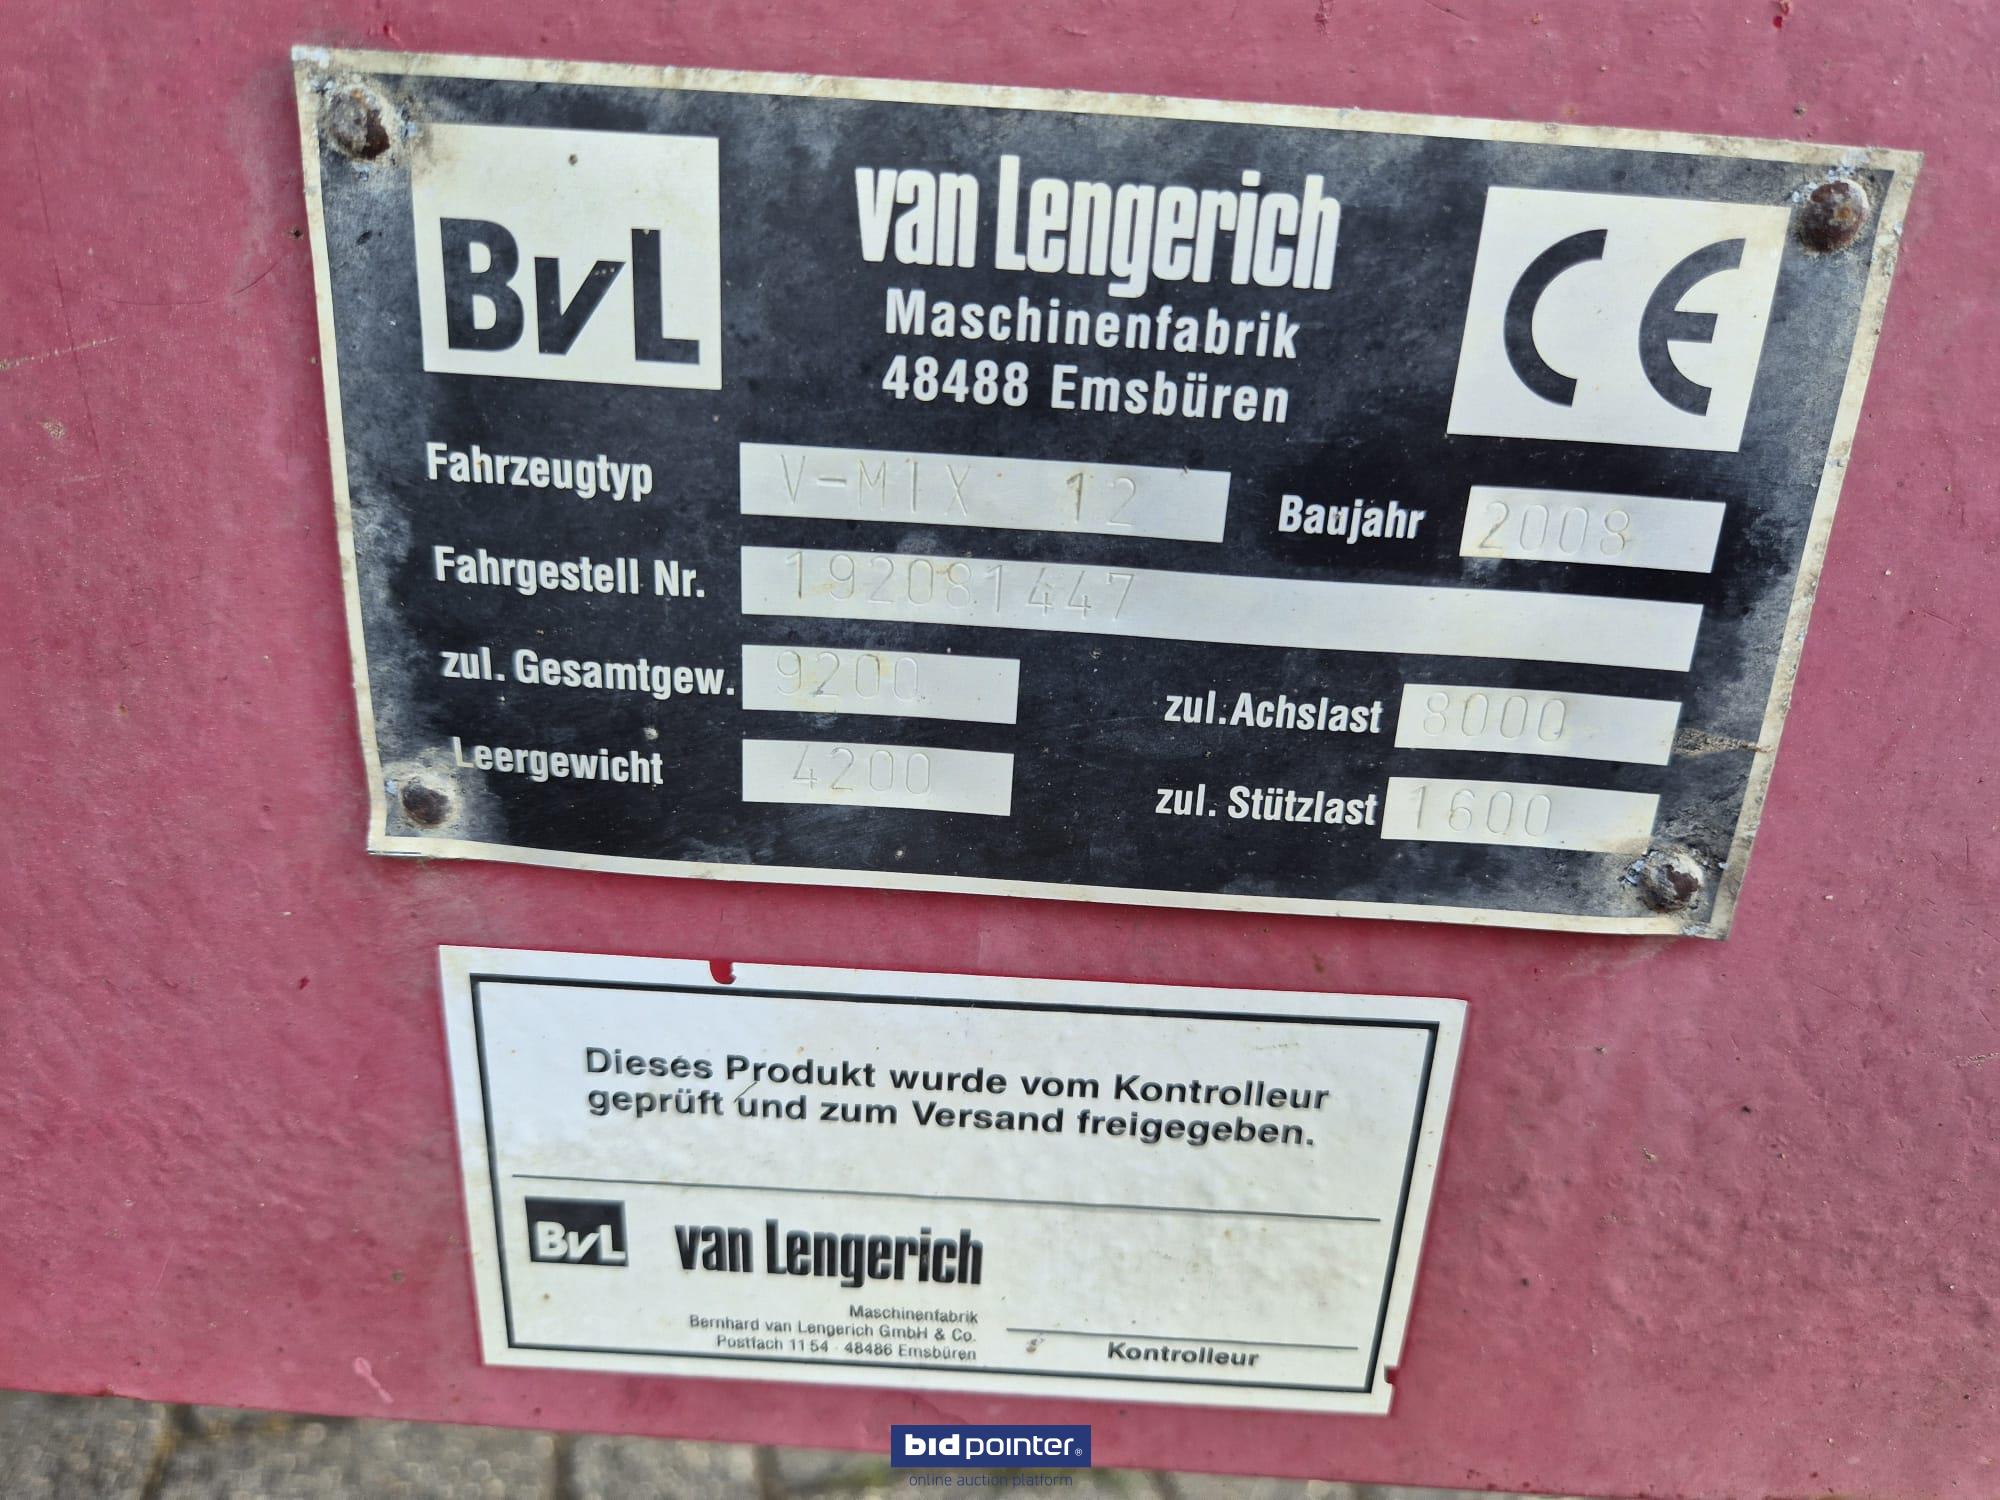 BvL
van Lengerich
Maschinenfabrik
48488 Emsbüren
CE
Fahrzeugtyp V-MIX 12 Baujahr 2008
Fahrgestell Nr. 192081447
zul. Gesamtgew. 9200 zul. Achslast 8000
Leergewicht 4200 zul. Stützlast 1600
Dieses Produkt wurde vom Kontrolleur
geprüft und zum Versand freigegeben.
BvL van Lengerich
Maschinenfabrik
Bernhard van Lengerich GmbH & Co.
Postfach 11 54 · 48486 Emsbüren
Kontrolleur
bidpointer®
online auction platform